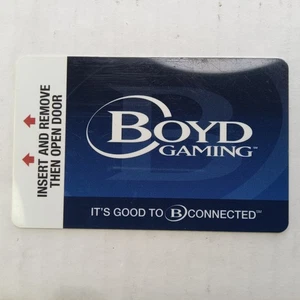 INSERT AND REMOVE
THEN OPEN DOOR
BOYD
GAMING™
IT'S GOOD TO B CONNECTED™